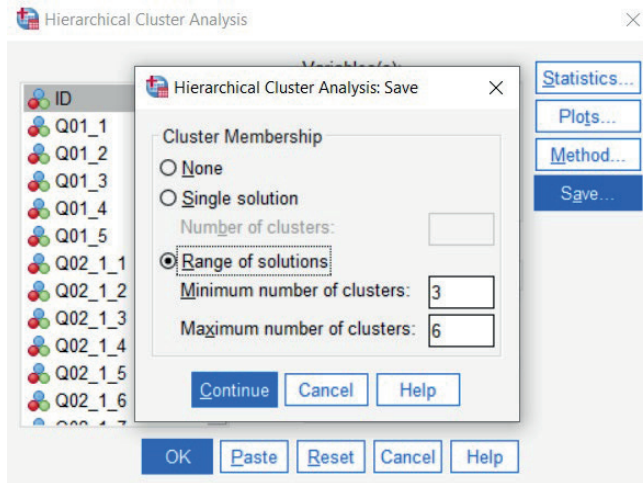 Hierarchical Cluster Analysis
Statistics...
Plots...
Method...
Save...
ID
Q01_1
Q01_2
Q01_3
Q01_4
Q01_5
Q02_1_1
Q02_1_2
Q02_1_3
Q02_1_4
Q02_1_5
Q02_1_6
Hierarchical Cluster Analysis: Save
Cluster Membership
None
Single solution
Number of clusters:
Range of solutions
Minimum number of clusters: 3
Maximum number of clusters: 6
Continue Cancel Help
OK Paste Reset Cancel Help